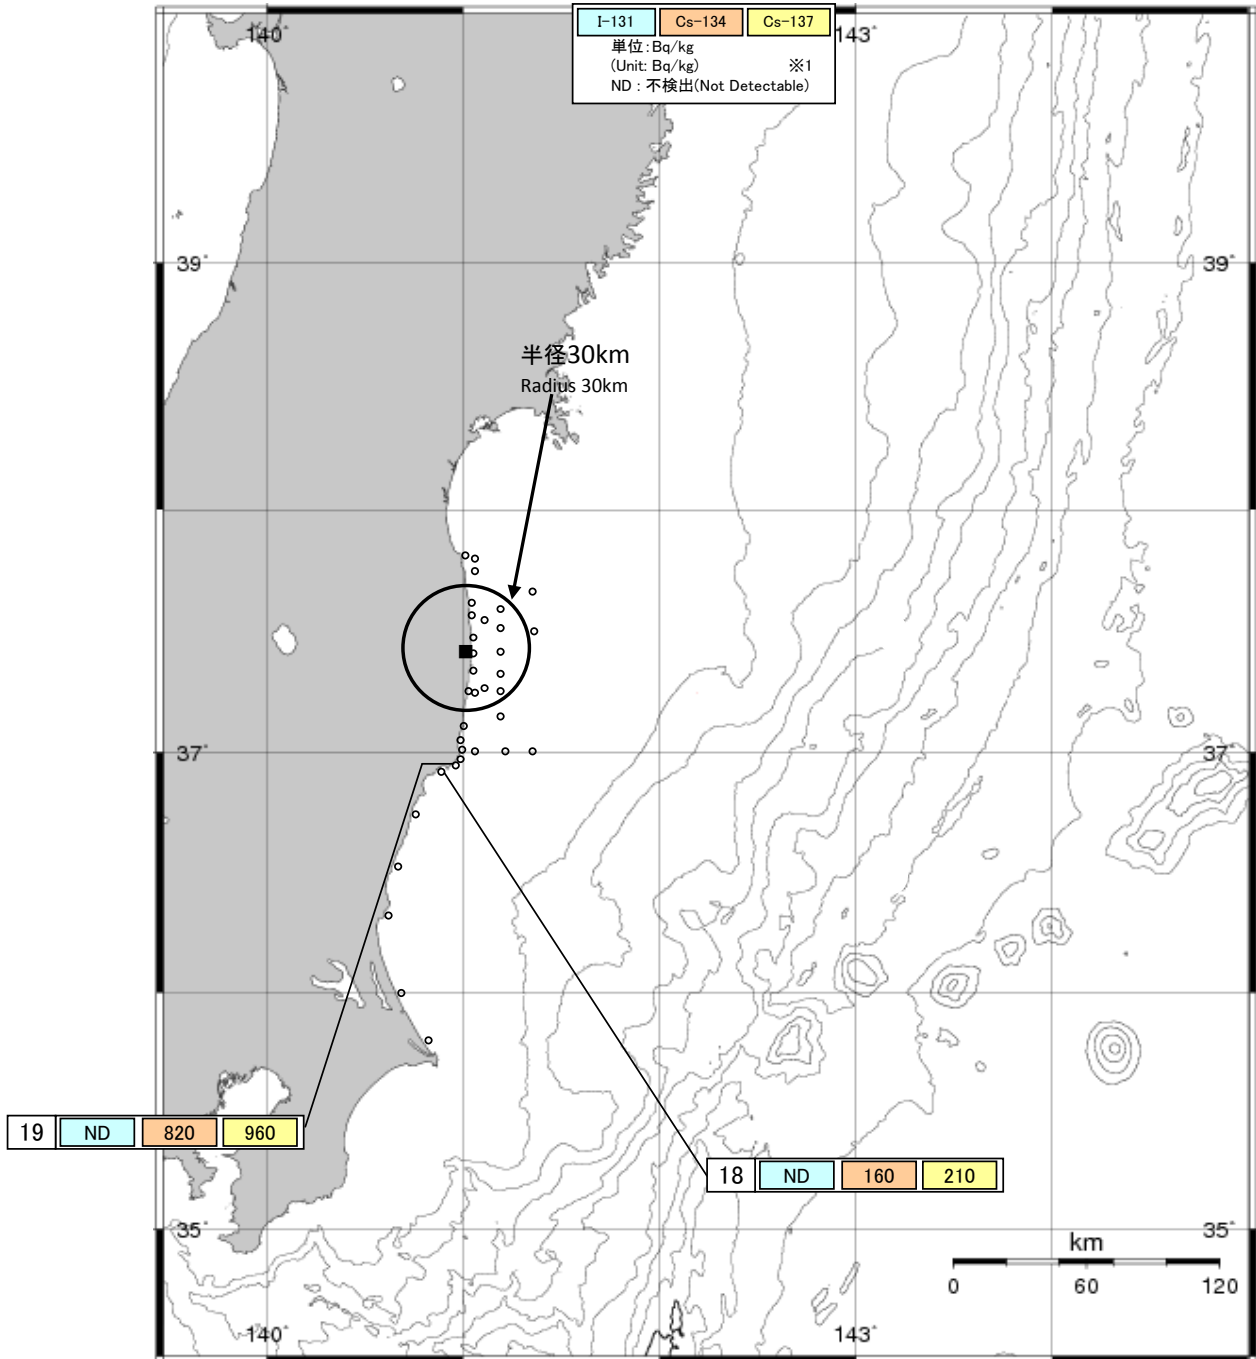 I-131 Cs-134 Cs-137
単位:Bq/kg
(Unit: Bq/kg) ※1
ND : 不検出(Not Detectable)
140° 143°
39° 39°
半径30km
Radius 30km
37° 37°
19 ND 820 960
18 ND 160 210
35° 35°
km
0 60 120
140° 143°